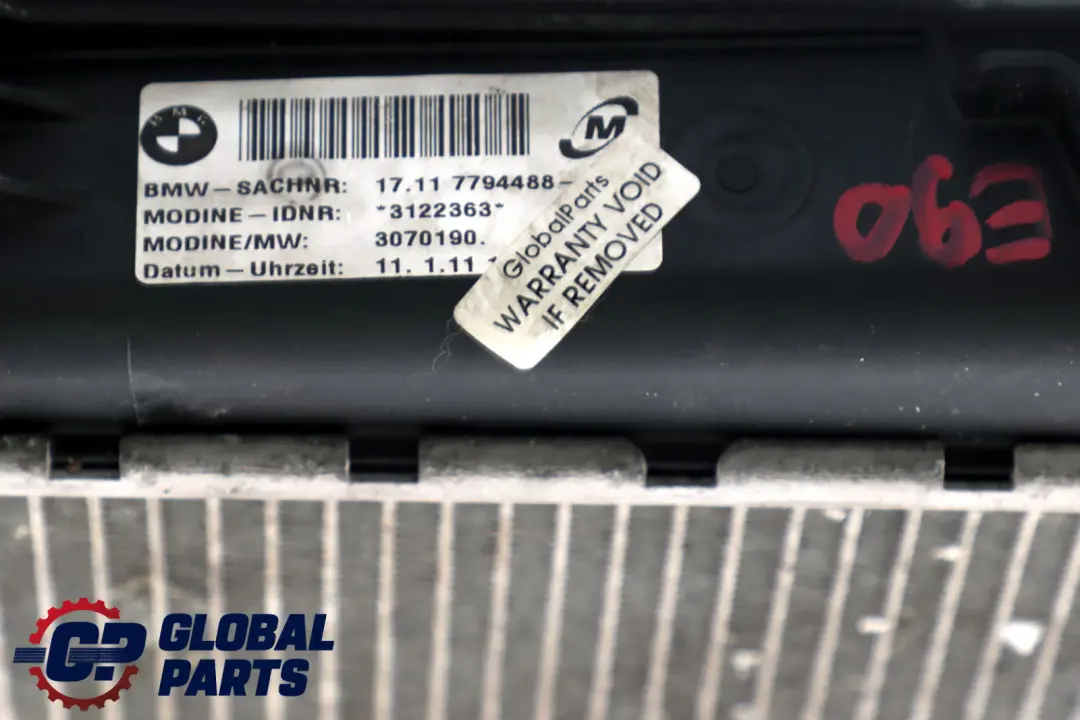 BMW
BMW – SACHNR: 17.11 7794488-
M
MODINE – IDNR: *3122363*
MODINE/MW: 3070190.
Datum – Uhrzeit: 11. 1.11
GlobalParts
WARRANTY VOID
IF REMOVED
E90
GP GLOBAL
PARTS